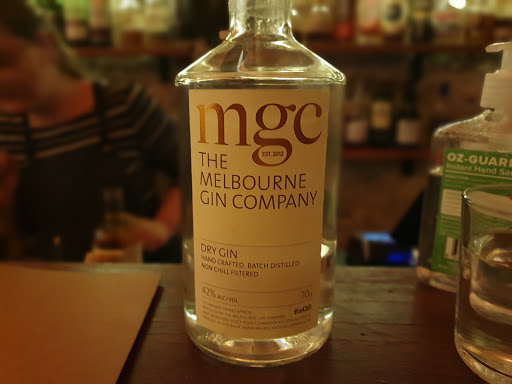 mgc
EST. 2012
THE
MELBOURNE
GIN COMPANY
DRY GIN
HAND CRAFTED. BATCH DISTILLED
NON CHILL FILTERED
42% ALC/VOL
70cl
OZ-GUARD
Instant Hand Sa